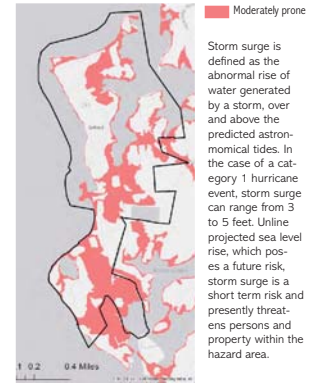 Moderately prone
Storm surge is
defined as the
abnormal rise of
water generated
by a storm, over
and above the
predicted astron-
momical tides. In
the case of a cat-
egory 1 hurricane
event, storm surge
can range from 3
to 5 feet. Unline
projected sea level
rise, which pos-
es a future risk,
storm surge is a
short term risk and
presently threat-
ens persons and
property within the
hazard area.
.1 0.2 0.4 Miles